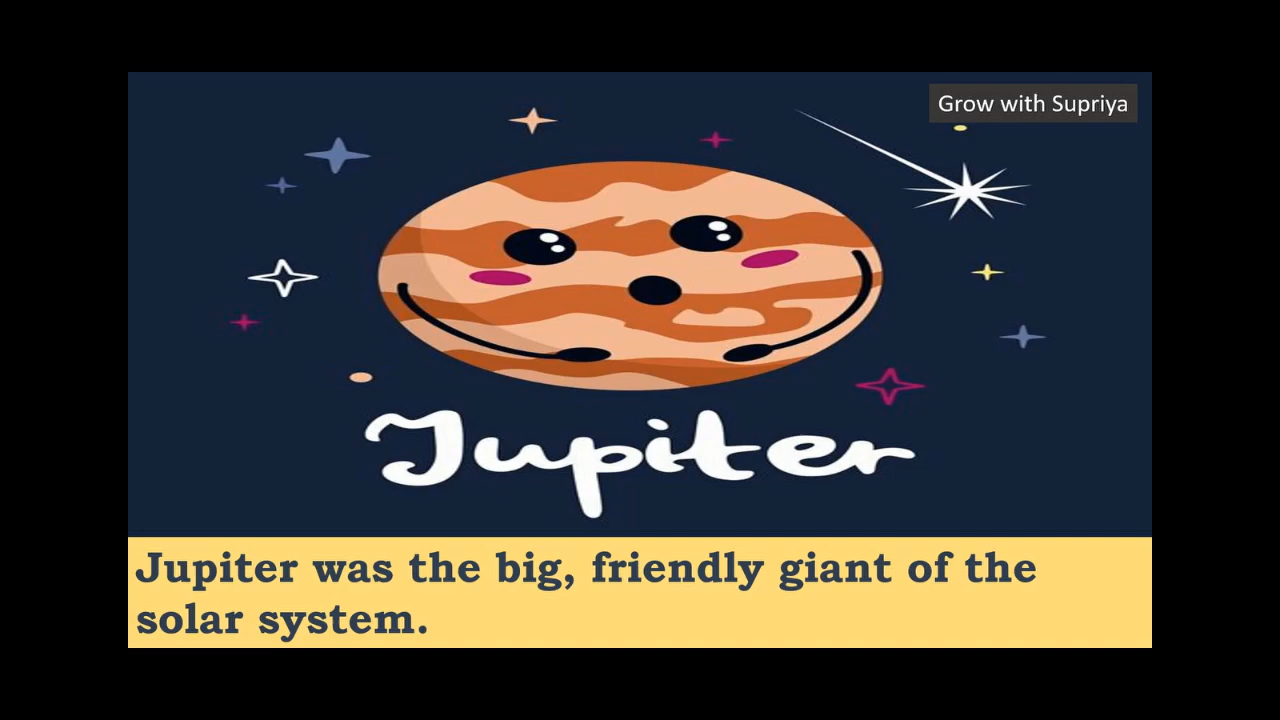 Grow with Supriya
Jupiter
Jupiter was the big, friendly giant of the
solar system.